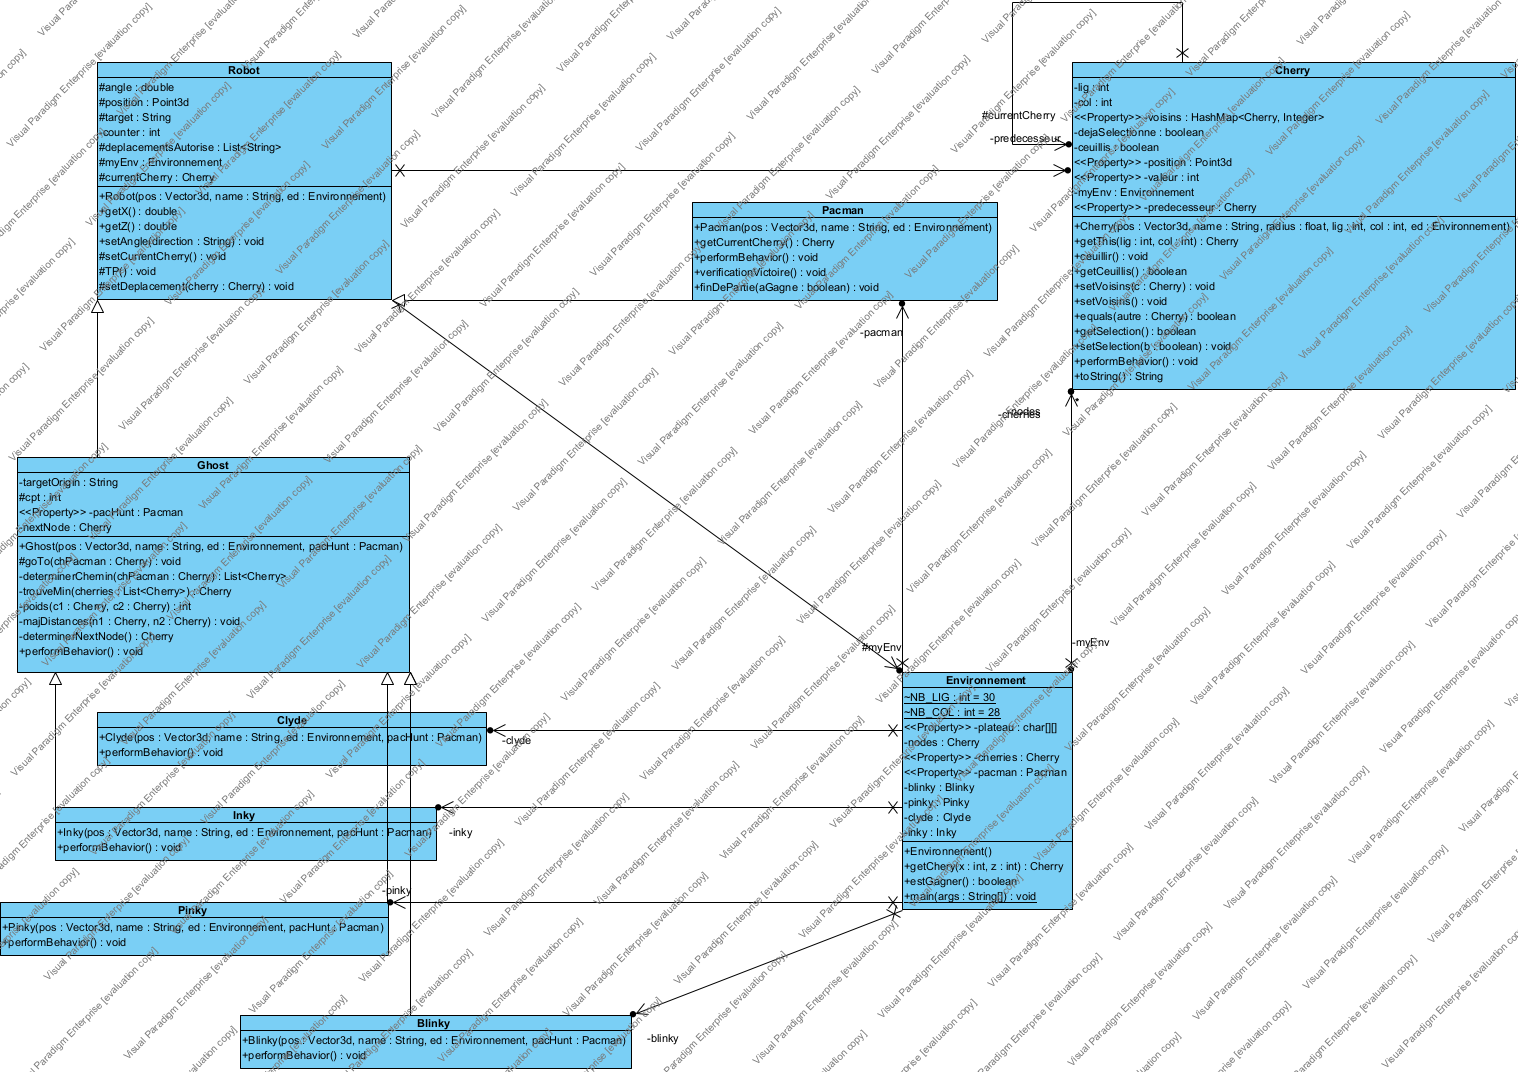 Robot
#angle : double
#position : Point3d
#target : String
-counter : int
#deplacementsAutorise : List<String>
#myEnv : Environnement
#currentCherry : Cherry
+Robot(pos : Vector3d, name : String, ed : Environnement)
+getX() : double
+getZ() : double
+setAngle(direction : String) : void
#setCurrentCherry() : void
#TP() : void
#setDeplacement(cherry : Cherry) : void
Cherry
-lig : int
-col : int
<<Property>> -voisins : HashMap<Cherry, Integer>
-dejaSelectionne : boolean
-ceuillis : boolean
<<Property>> -position : Point3d
<<Property>> -valeur : int
-myEnv : Environnement
<<Property>> -predecesseur : Cherry
+Cherry(pos : Vector3d, name : String, radius : float, lig : int, col : int, ed : Environnement)
+getThis(lig : int, col : int) : Cherry
+ceuillir() : void
+getCeuillis() : boolean
+setVoisins(c : Cherry) : void
+setVoisins() : void
+equals(autre : Cherry) : boolean
+getSelection() : boolean
+setSelection(b : boolean) : void
+performBehavior() : void
+toString() : String
#currentCherry
-predecesseur
Pacman
+Pacman(pos : Vector3d, name : String, ed : Environnement)
+getCurrentCherry() : Cherry
+performBehavior() : void
+verificationVictoire() : void
+finDePartie(aGagne : boolean) : void
-pacman
-nodes
-cherries
*
Ghost
-targetOrigin : String
#cpt : int
<<Property>> -pacHunt : Pacman
-nextNode : Cherry
+Ghost(pos : Vector3d, name : String, ed : Environnement, pacHunt : Pacman)
#goTo(chPacman : Cherry) : void
-determinerChemin(chPacman : Cherry) : List<Cherry>
-trouveMin(cherries : List<Cherry>) : Cherry
-poids(c1 : Cherry, c2 : Cherry) : int
-majDistances(n1 : Cherry, n2 : Cherry) : void
-determinerNextNode() : Cherry
+performBehavior() : void
#myEnv
-myEnv
Environnement
~NB_LIG : int = 30
~NB_COL : int = 28
<<Property>> -plateau : char[][]
-nodes : Cherry
<<Property>> -cherries : Cherry
<<Property>> -pacman : Pacman
-blinky : Blinky
-pinky : Pinky
-clyde : Clyde
-inky : Inky
+Environnement()
+getChery(x : int, z : int) : Cherry
+estGagner() : boolean
+main(args : String[]) : void
Clyde
+Clyde(pos : Vector3d, name : String, ed : Environnement, pacHunt : Pacman)
+performBehavior() : void
-clyde
Inky
+Inky(pos : Vector3d, name : String, ed : Environnement, pacHunt : Pacman)
+performBehavior() : void
-inky
-pinky
Pinky
+Pinky(pos : Vector3d, name : String, ed : Environnement, pacHunt : Pacman)
+performBehavior() : void
Blinky
+Blinky(pos : Vector3d, name : String, ed : Environnement, pacHunt : Pacman)
+performBehavior() : void
-blinky
Visual Paradigm Enterprise [evaluation copy]